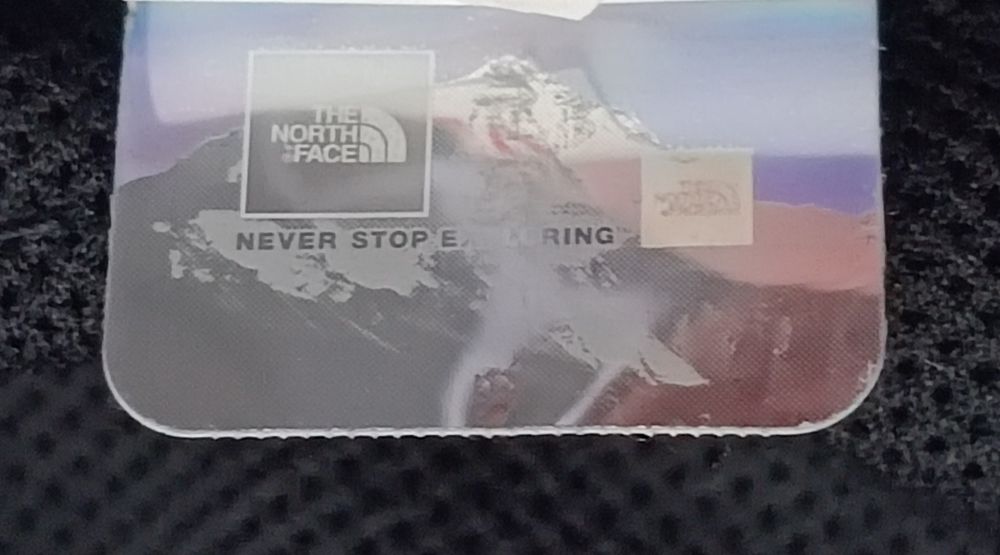 THE
NORTH
FACE
NEVER STOP